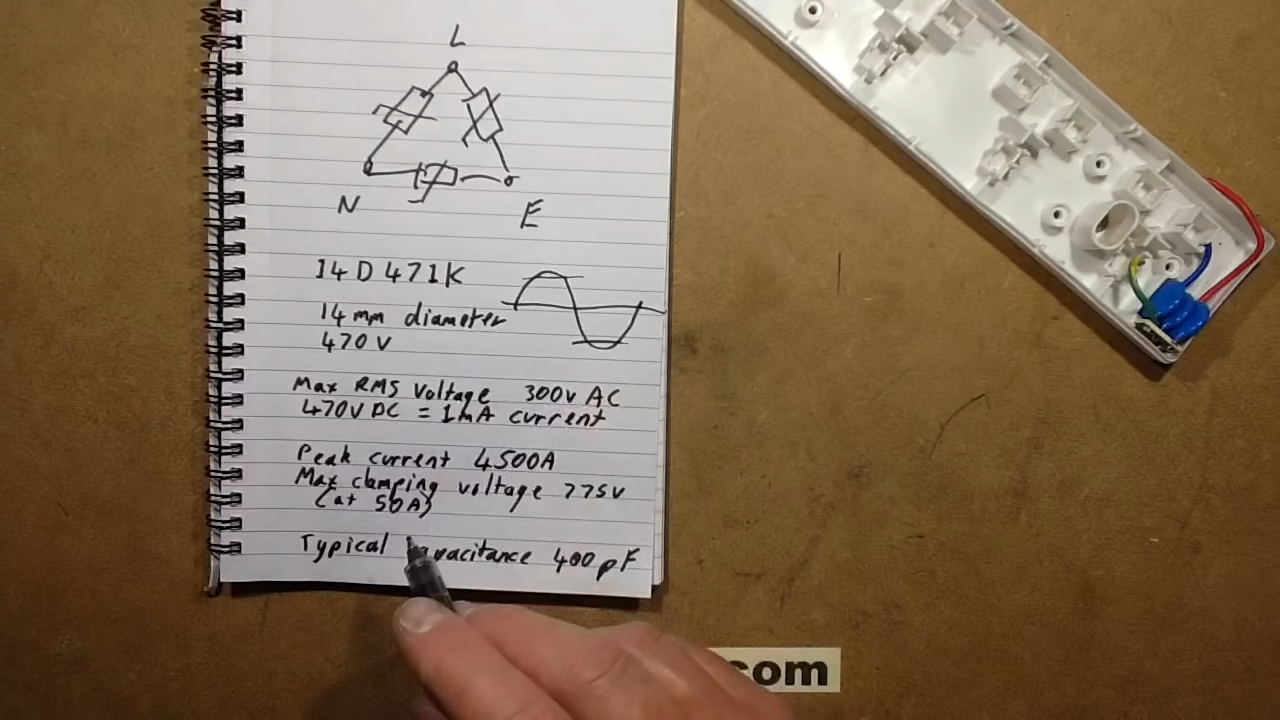 L
N
E
14D471K
14mm diameter
470V
Max RMS Voltage 300V AC
470V DC = 1mA current
Peak current 4500A
Max clamping voltage 775V
(at 50A)
Typical capacitance 400pF
.com